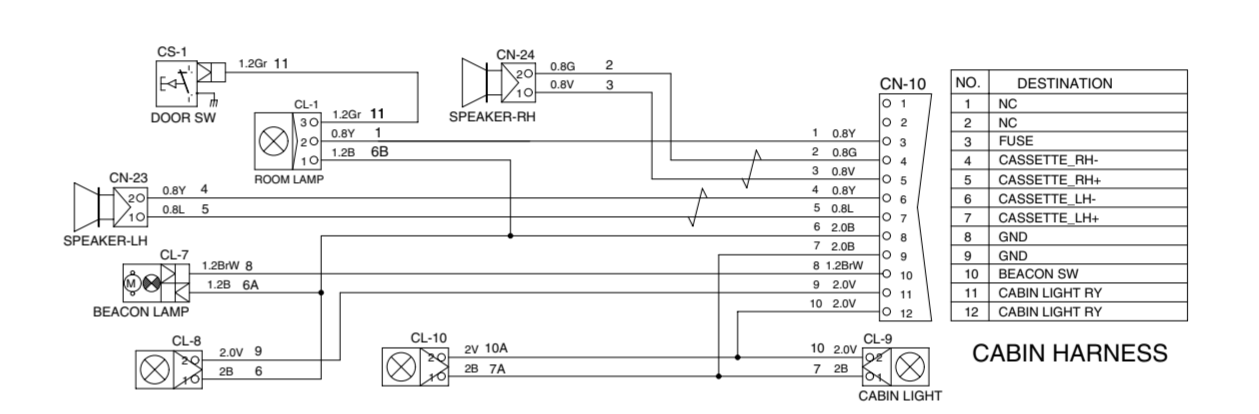 CS-1
1.2Gr 11
DOOR SW
CN-24
2
1
0.8G 2
0.8V 3
SPEAKER-RH
CL-1
3
2
1
1.2Gr 11
0.8Y 1
1.2B 6B
ROOM LAMP
CN-23
2
1
0.8Y 4
0.8L 5
SPEAKER-LH
CL-7
M
1.2BrW 8
1.2B 6A
BEACON LAMP
CL-8
2
1
2.0V 9
2B 6
CL-10
2
1
2V 10A
2B 7A
CL-9
10 2.0V
7 2B
2
1
CABIN LIGHT
CN-10
1
2
1 0.8Y 3
2 0.8G 4
3 0.8V 5
4 0.8Y 6
5 0.8L 7
6 2.0B 8
7 2.0B 9
8 1.2BrW 10
9 2.0V 11
10 2.0V 12
NO. DESTINATION
1 NC
2 NC
3 FUSE
4 CASSETTE_RH-
5 CASSETTE_RH+
6 CASSETTE_LH-
7 CASSETTE_LH+
8 GND
9 GND
10 BEACON SW
11 CABIN LIGHT RY
12 CABIN LIGHT RY
CABIN HARNESS